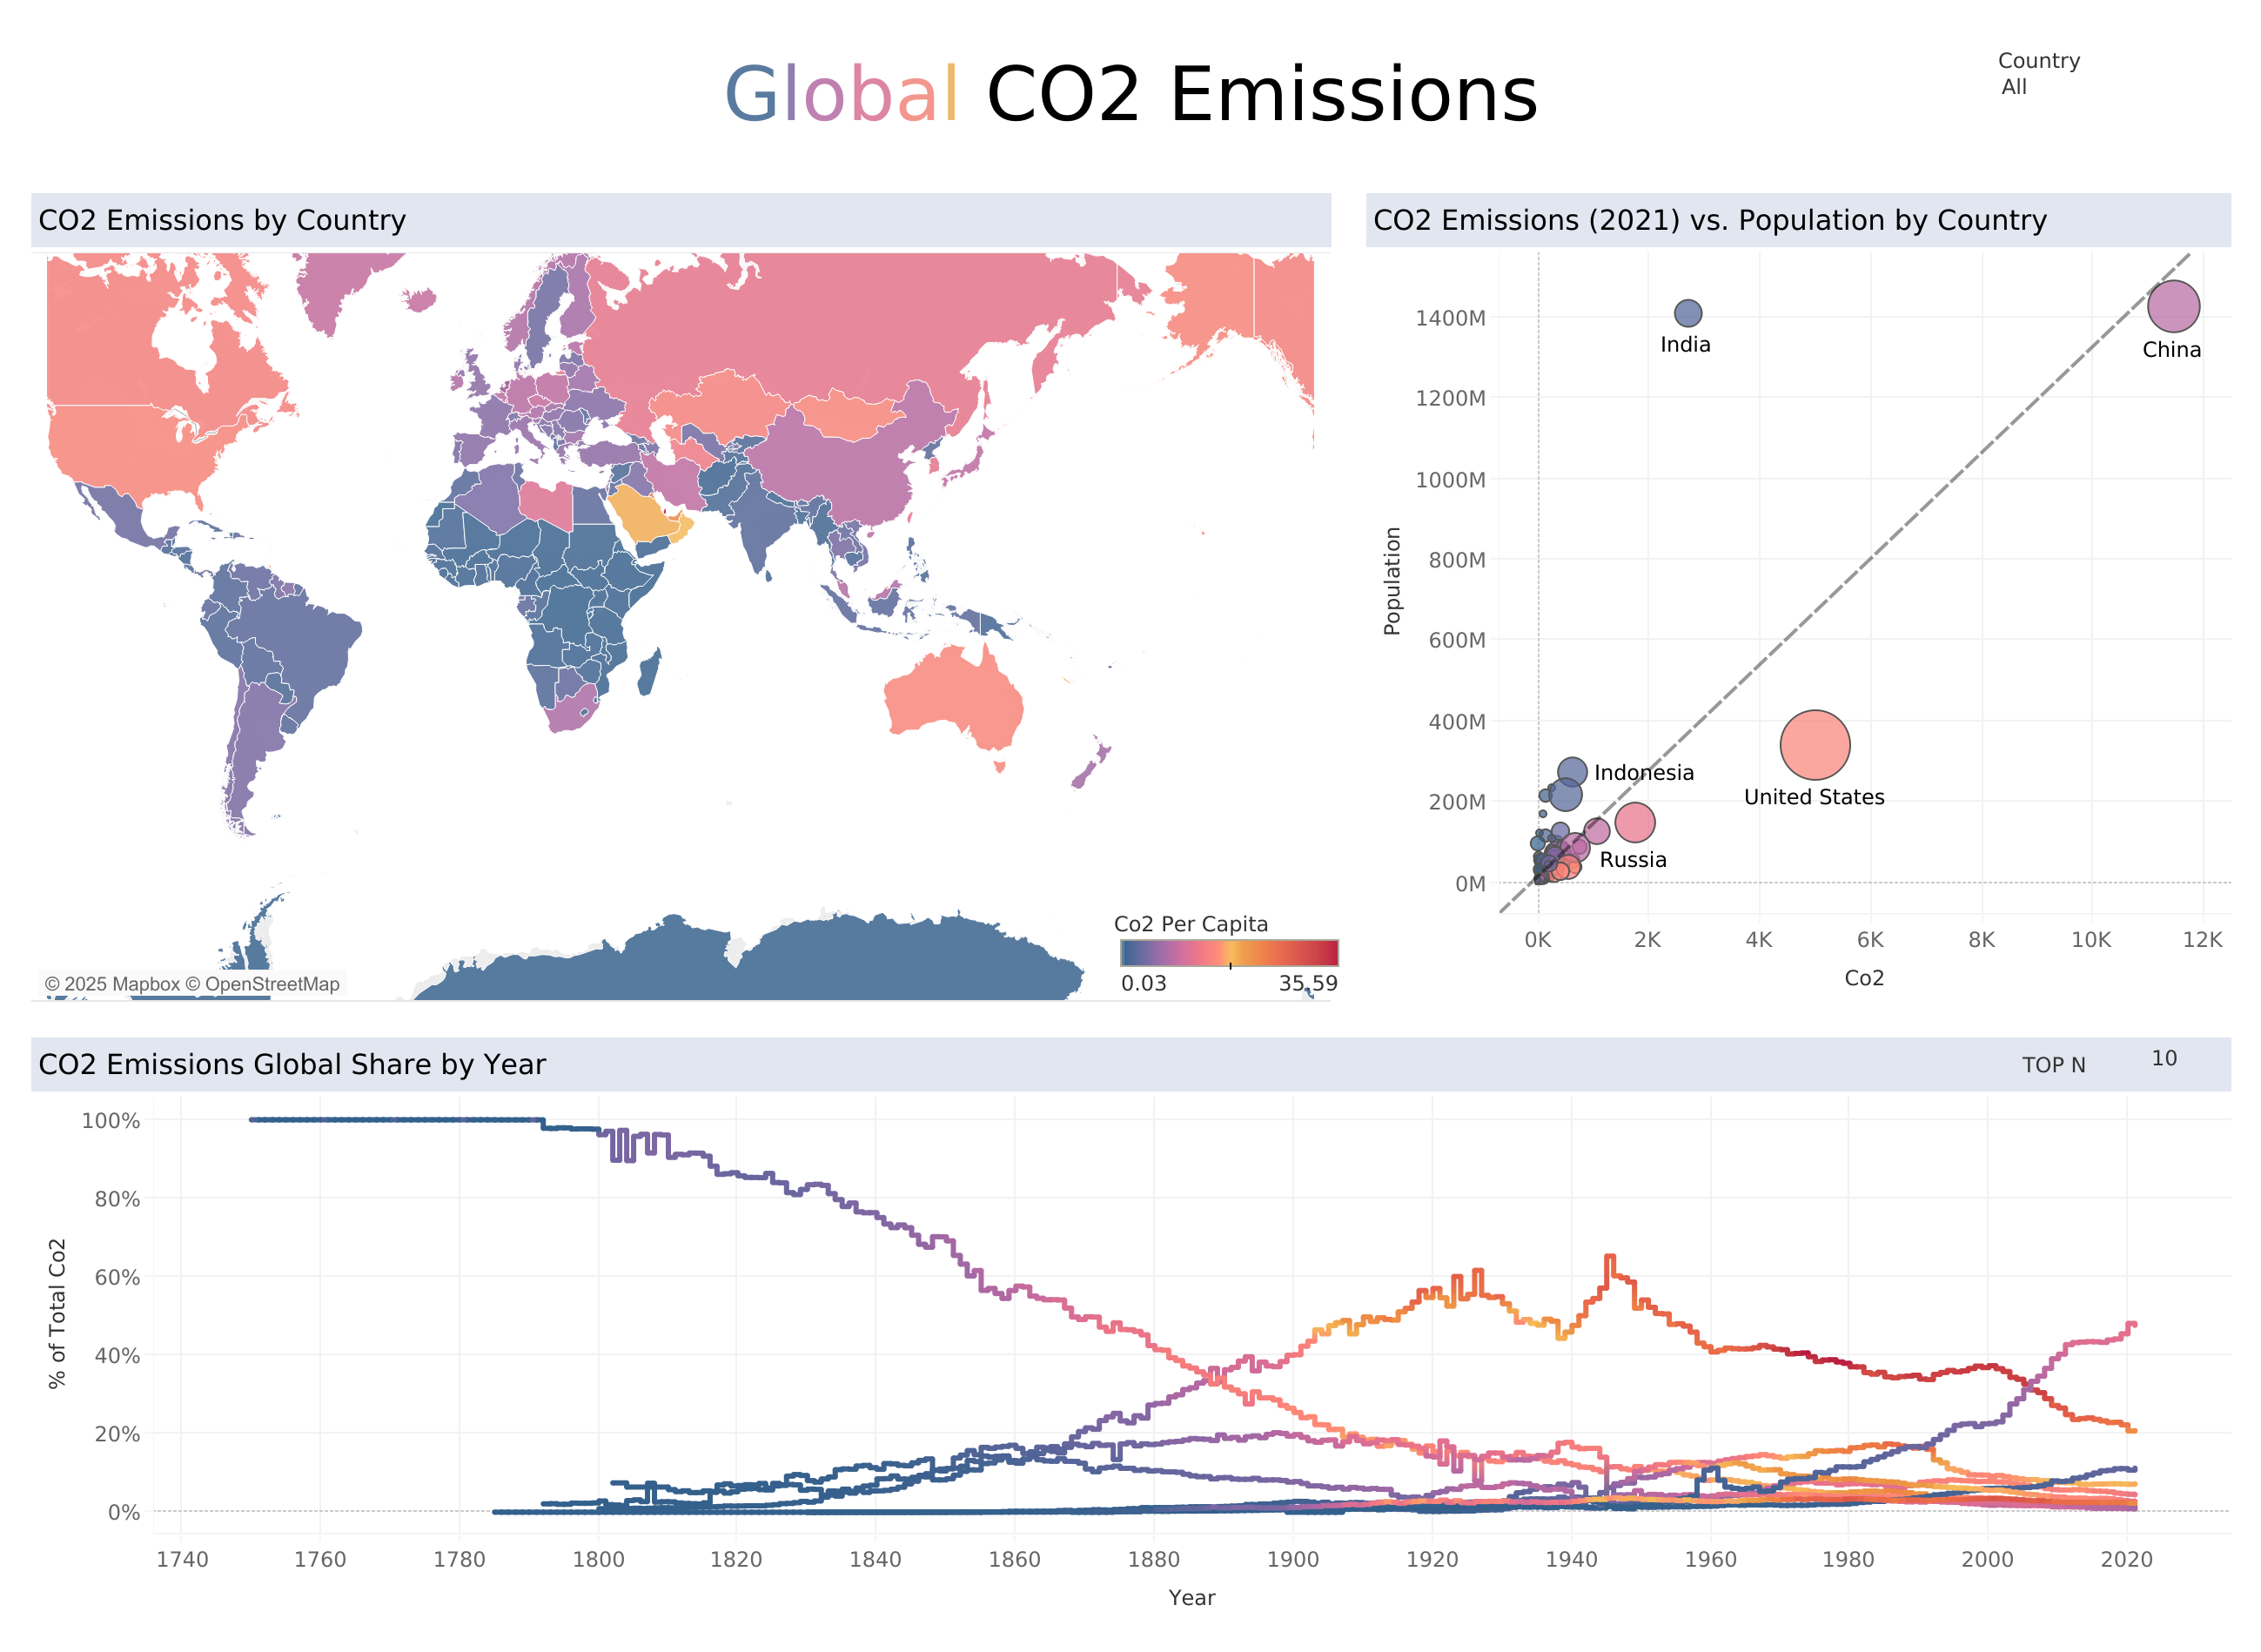 Global CO2 Emissions
Country
All
CO2 Emissions by Country
© 2025 Mapbox © OpenStreetMap
Co2 Per Capita
0.03 35.59
CO2 Emissions (2021) vs. Population by Country
Population
1400M
1200M
1000M
800M
600M
400M
200M
0M
India
China
Indonesia
United States
Russia
0K 2K 4K 6K 8K 10K 12K
Co2
CO2 Emissions Global Share by Year
TOP N 10
% of Total Co2
100%
80%
60%
40%
20%
0%
1740 1760 1780 1800 1820 1840 1860 1880 1900 1920 1940 1960 1980 2000 2020
Year